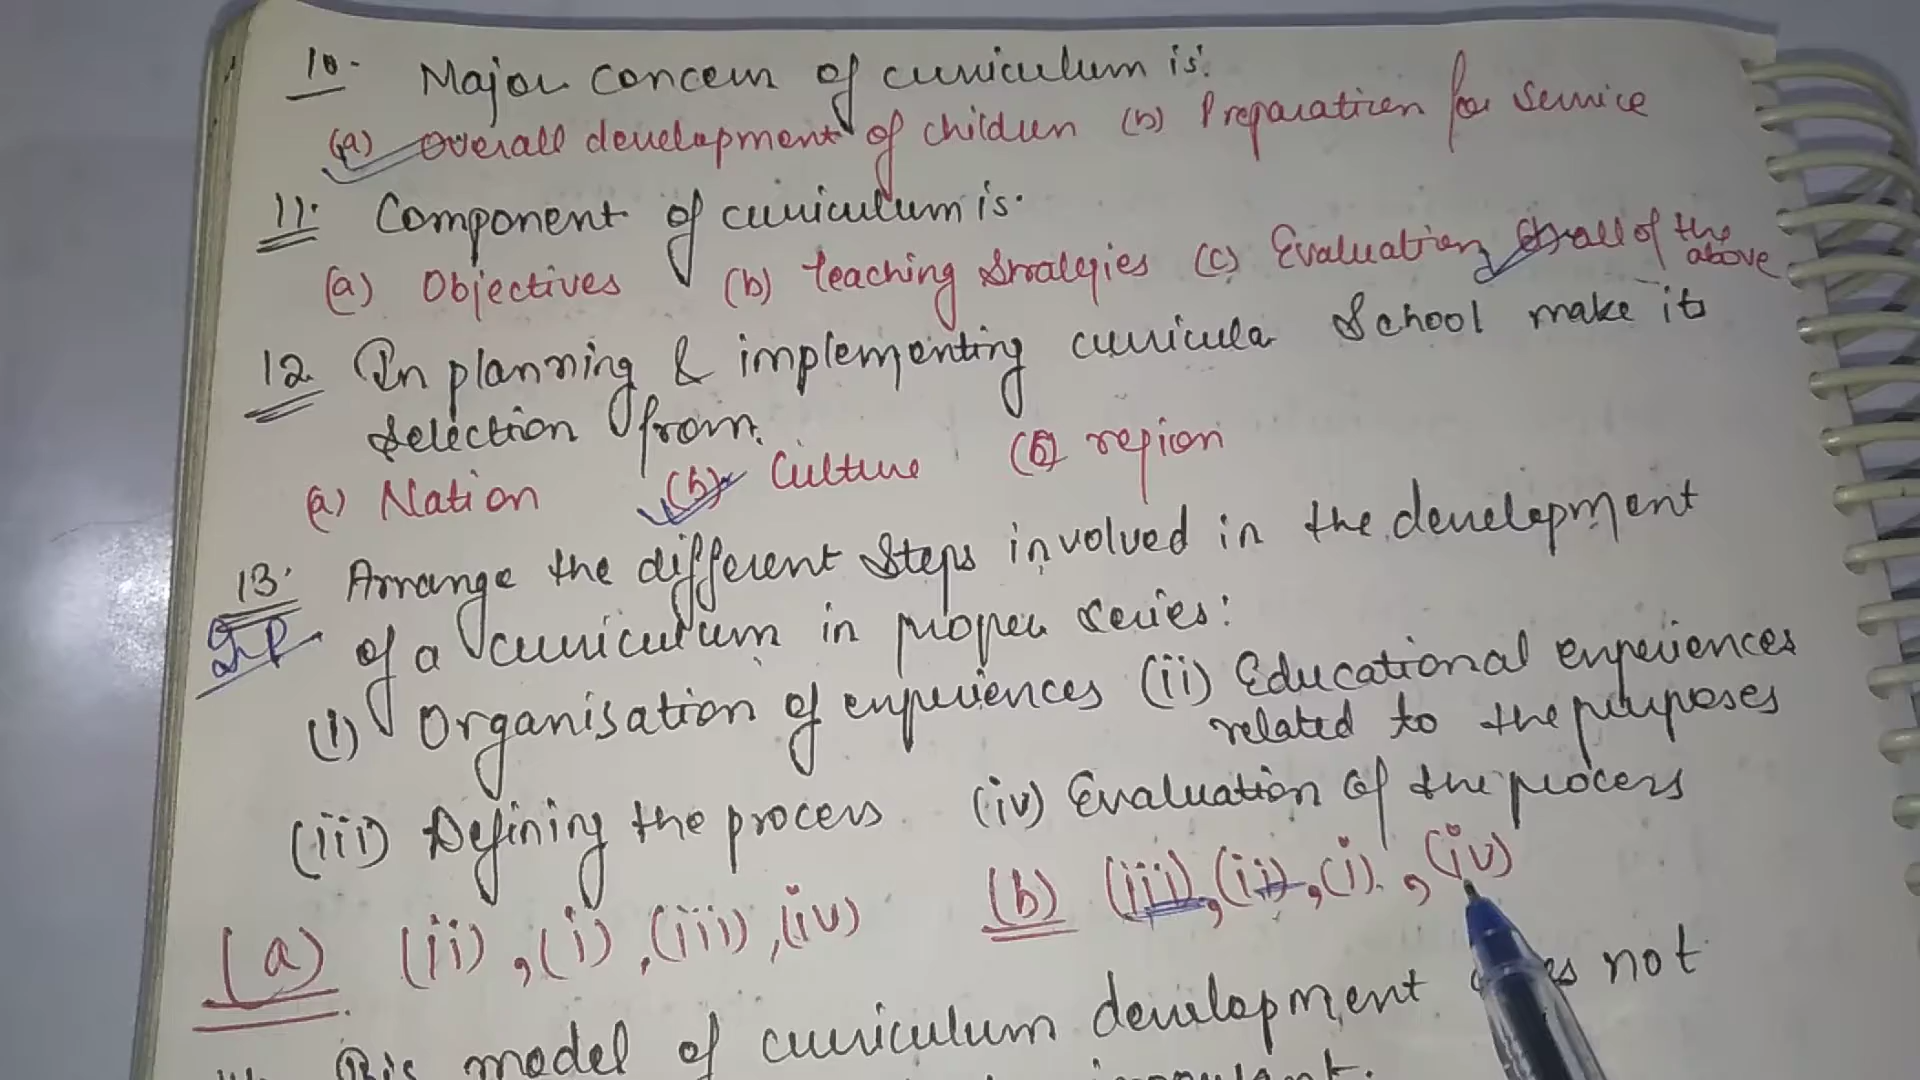 10. Major concern of curriculum is:
(a) Overall development of children (b) Preparation for service
11. Component of curriculum is.
(a) Objectives (b) teaching Strategies (c) Evaluation (d) all of the above
12. In planning & implementing curricula School make its
selection from.
(a) Nation (b) Culture (c) region
13. Arrange the different steps involved in the development
of a curriculum in proper series:
(i) Organisation of experiences (ii) Educational experiences
related to the purposes
(iii) Defining the process (iv) Evaluation of the process
(a) (ii), (i), (iii), (iv) (b) (iii), (ii), (i), (iv)
model of curriculum development not